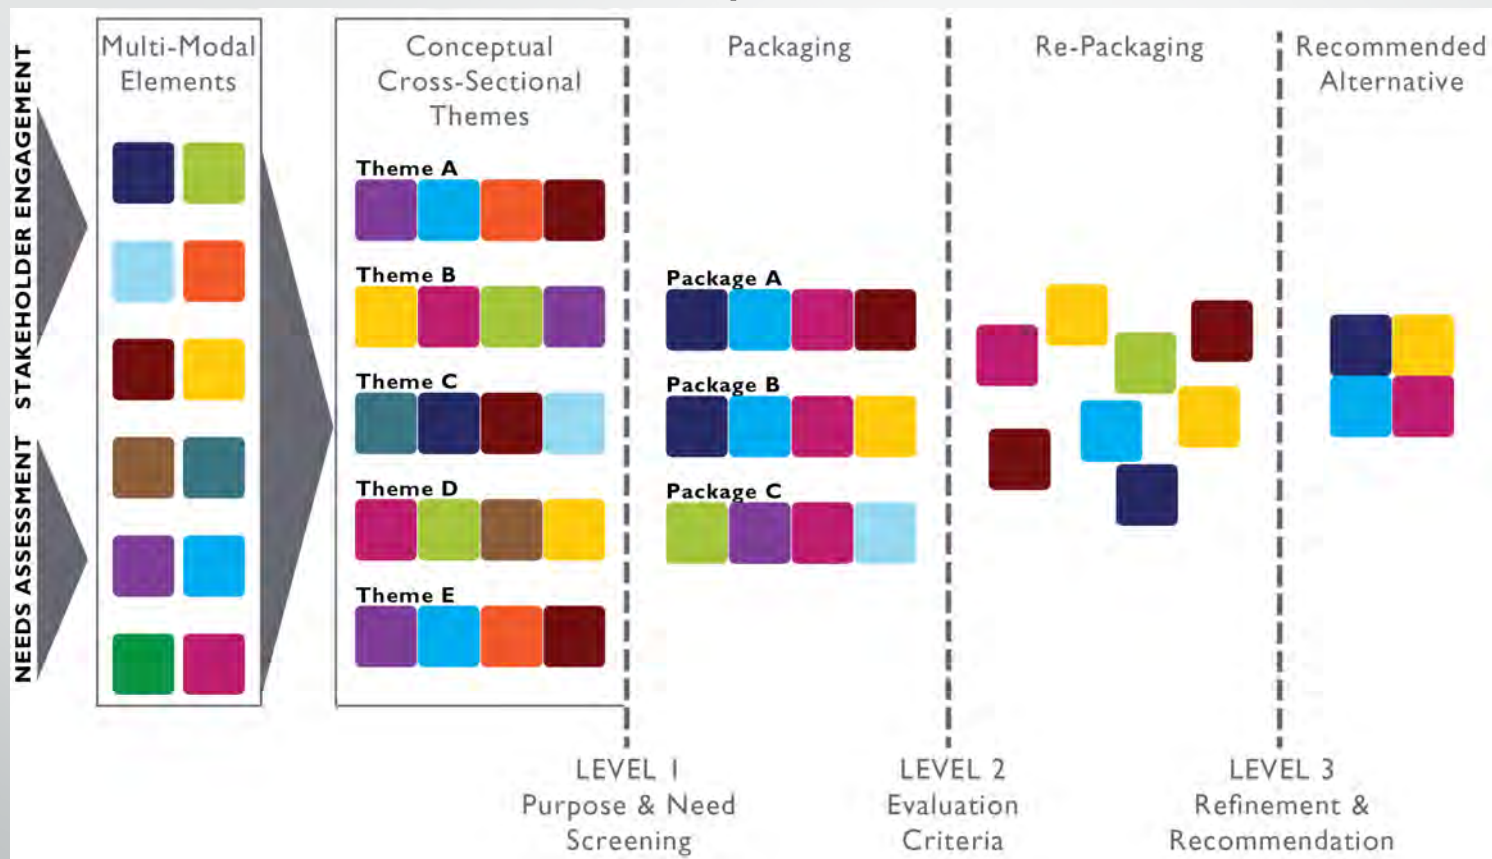 STAKEHOLDER ENGAGEMENT
NEEDS ASSESSMENT
Multi-Modal
Elements
Conceptual
Cross-Sectional
Themes
Theme A
Theme B
Theme C
Theme D
Theme E
Packaging
Package A
Package B
Package C
Re-Packaging
Recommended
Alternative
LEVEL 1
Purpose & Need
Screening
LEVEL 2
Evaluation
Criteria
LEVEL 3
Refinement &
Recommendation